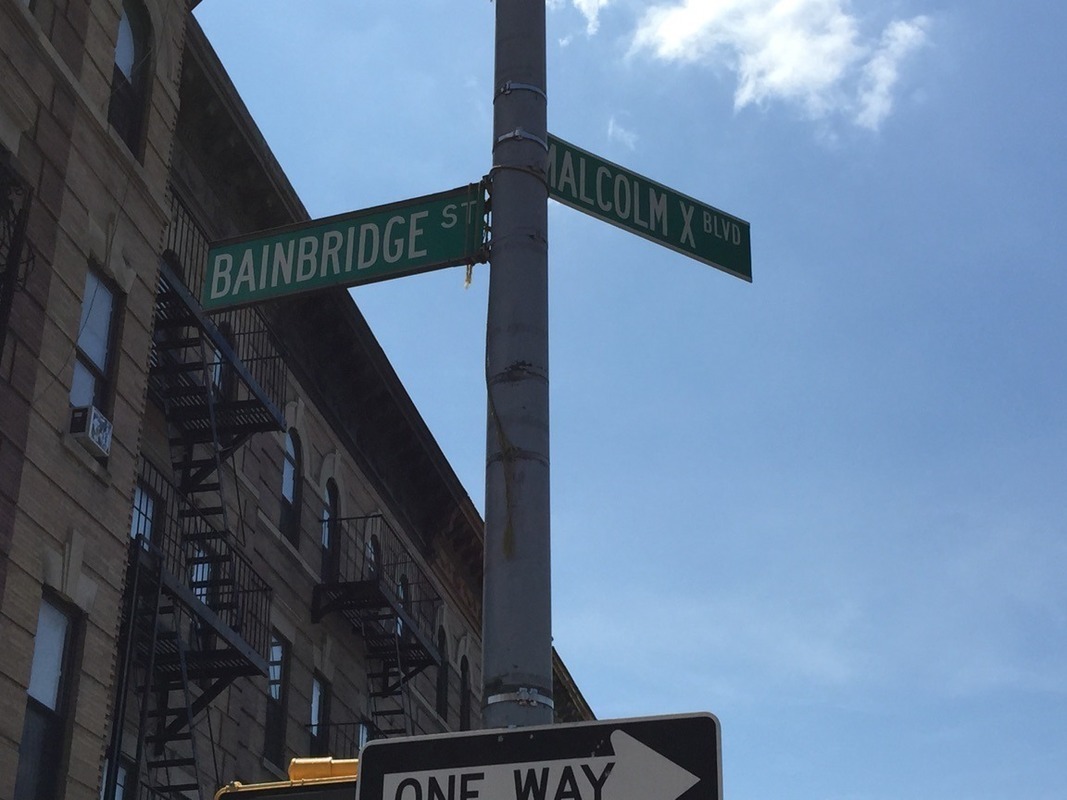 BAINBRIDGE ST
MALCOLM X BLVD
ONE WAY